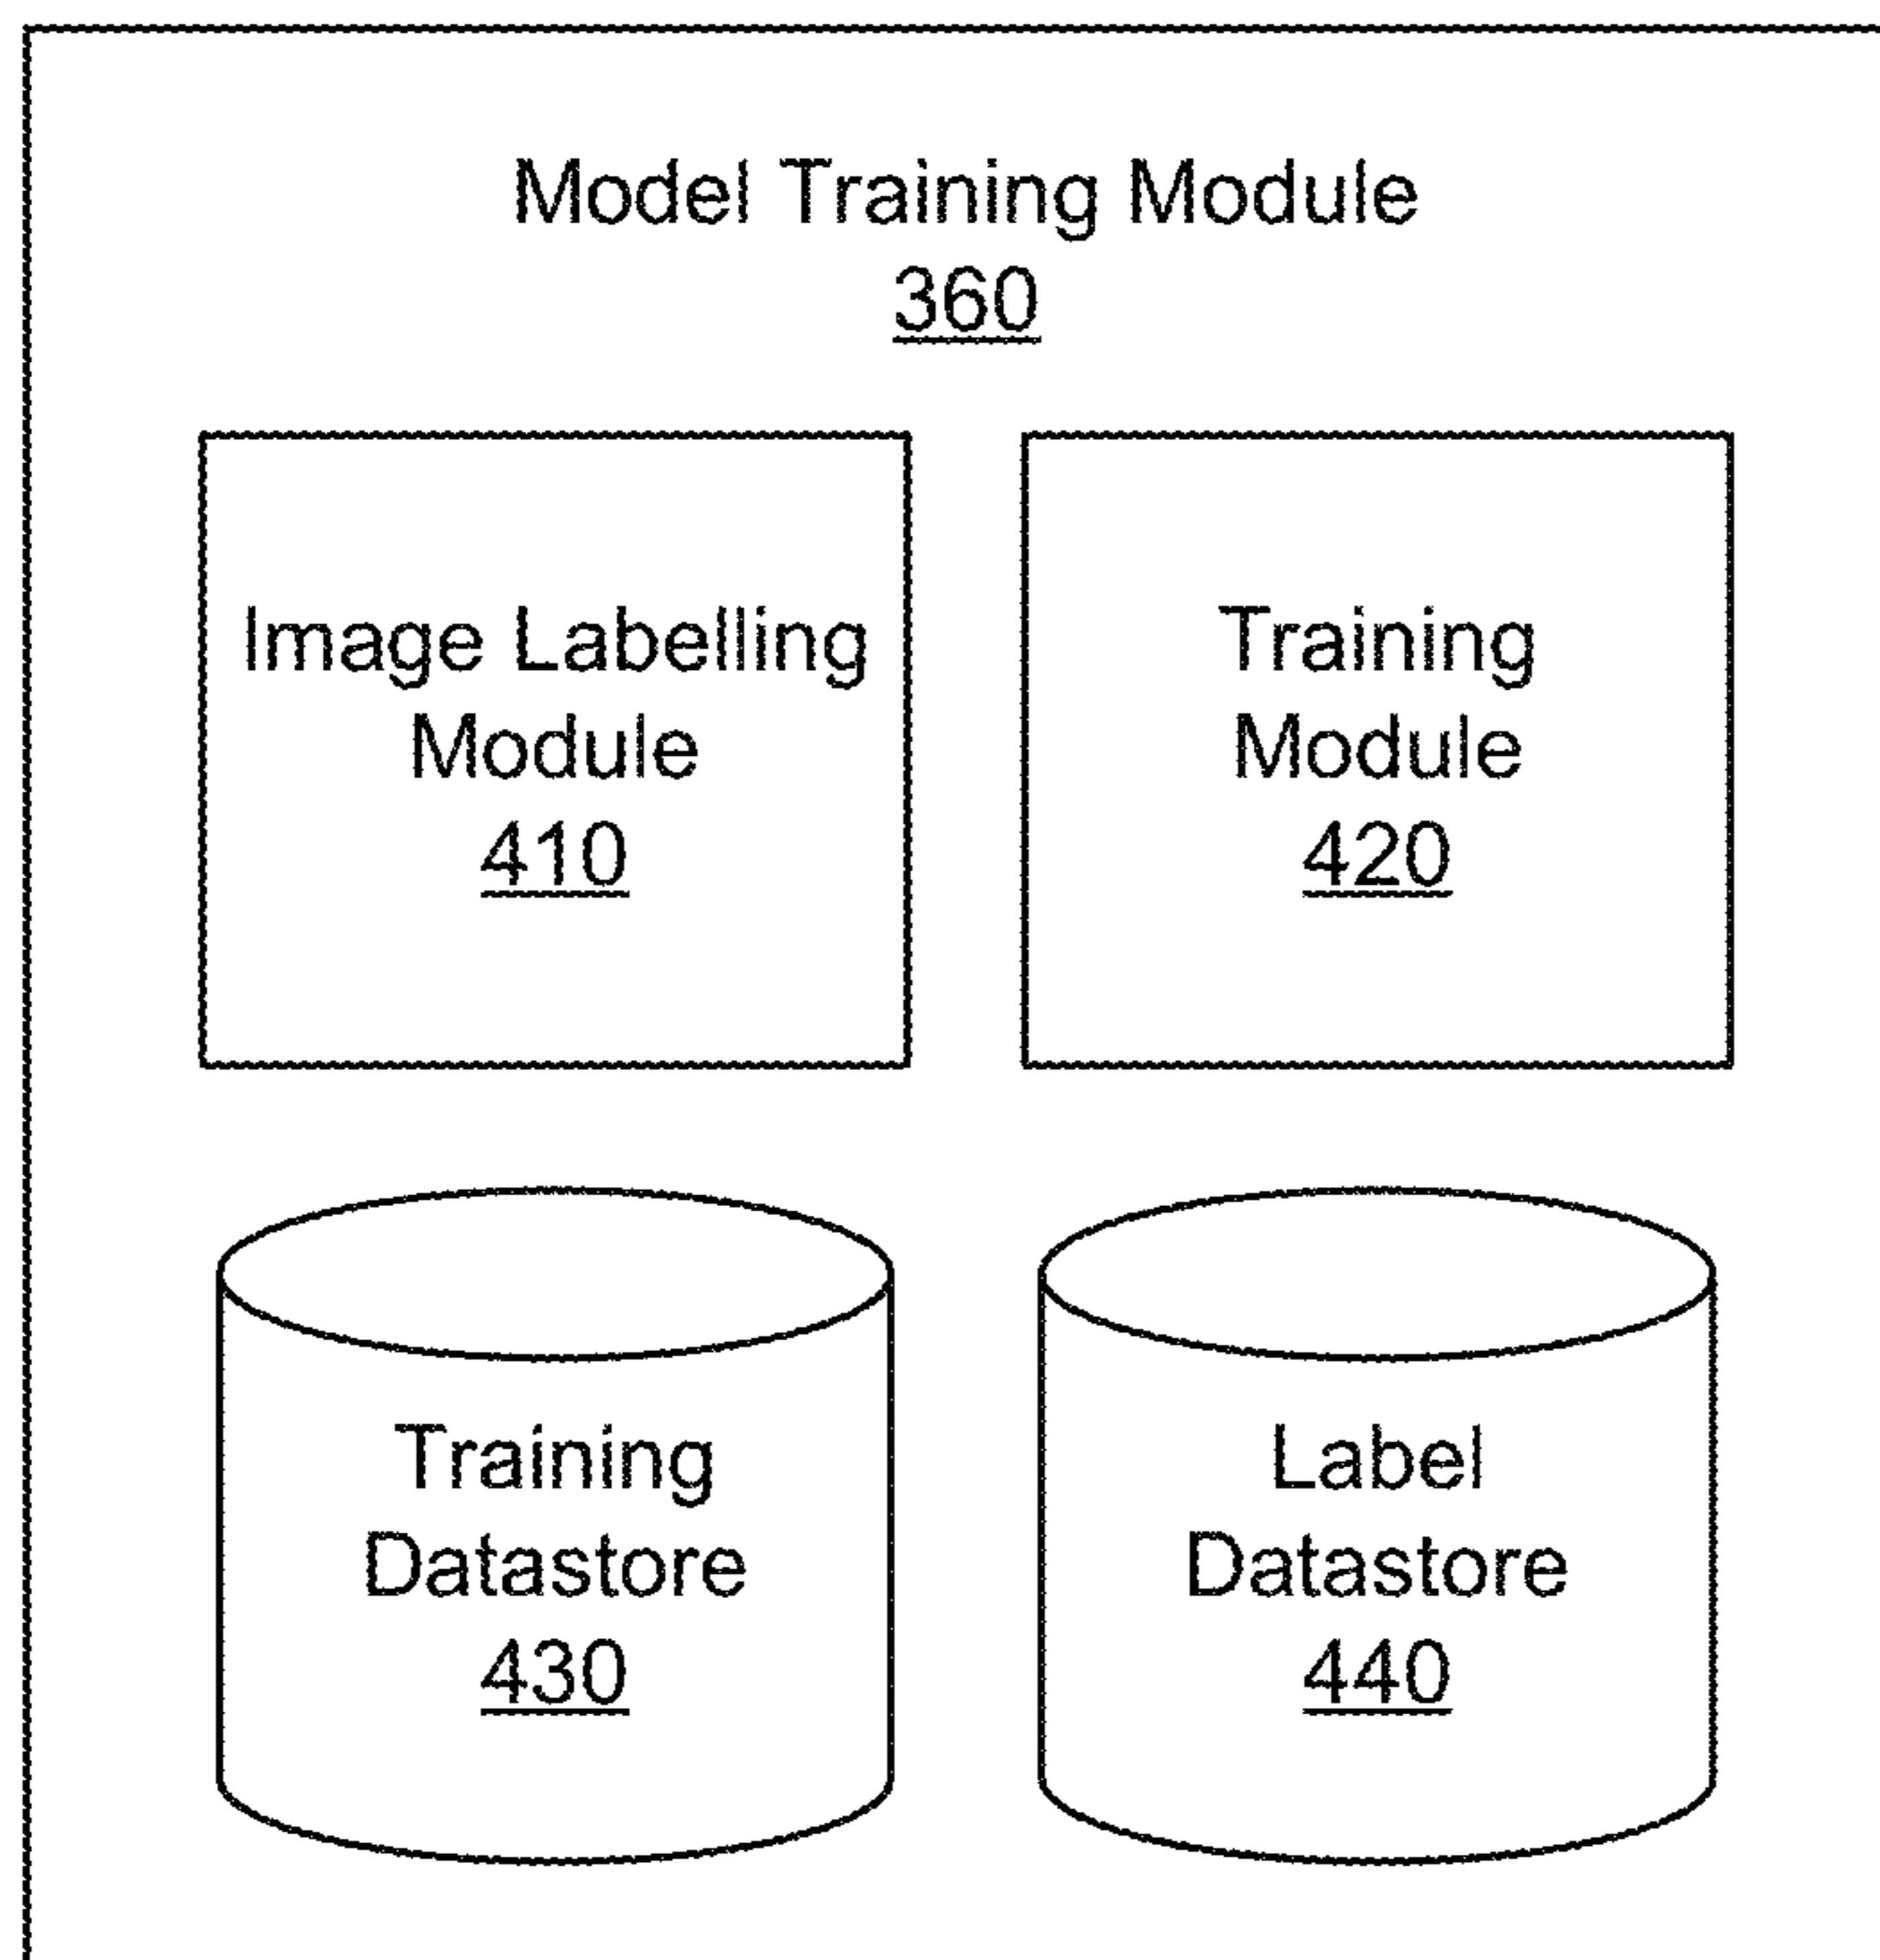 Model Training Module
360
Image Labelling
Module
410
Training
Module
420
Training
Datastore
430
Label
Datastore
440